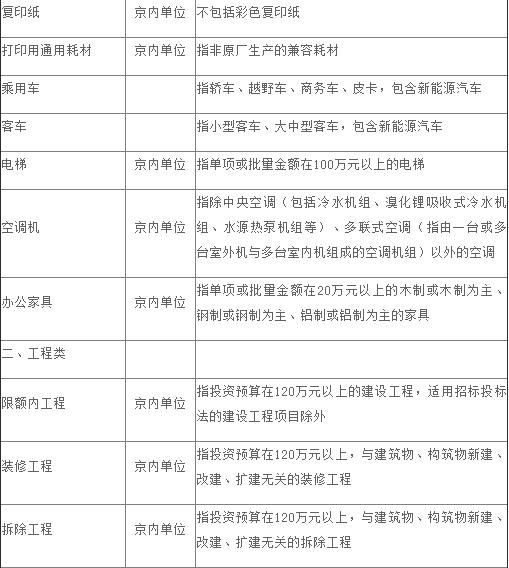 复印纸 京内单位 不包括彩色复印纸
打印用通用耗材 京内单位 指非原厂生产的兼容耗材
乘用车 指轿车、越野车、商务车、皮卡，包含新能源汽车
客车 指小型客车、大中型客车，包含新能源汽车
电梯 京内单位 指单项或批量金额在100万元以上的电梯
空调机 京内单位 指除中央空调（包括冷水机组、溴化锂吸收式冷水机
组、水源热泵机组等）、多联式空调（指由一台或多
台室外机与多台室内机组成的空调机组）以外的空调
办公家具 京内单位 指单项或批量金额在20万元以上的木制或木制为主、
钢制或钢制为主、铝制或铝制为主的家具
二、工程类
限额内工程 京内单位 指投资预算在120万元以上的建设工程，适用招标投标
法的建设工程项目除外
装修工程 京内单位 指投资预算在120万元以上，与建筑物、构筑物新建、
改建、扩建无关的装修工程
拆除工程 京内单位 指投资预算在120万元以上，与建筑物、构筑物新建、
改建、扩建无关的拆除工程